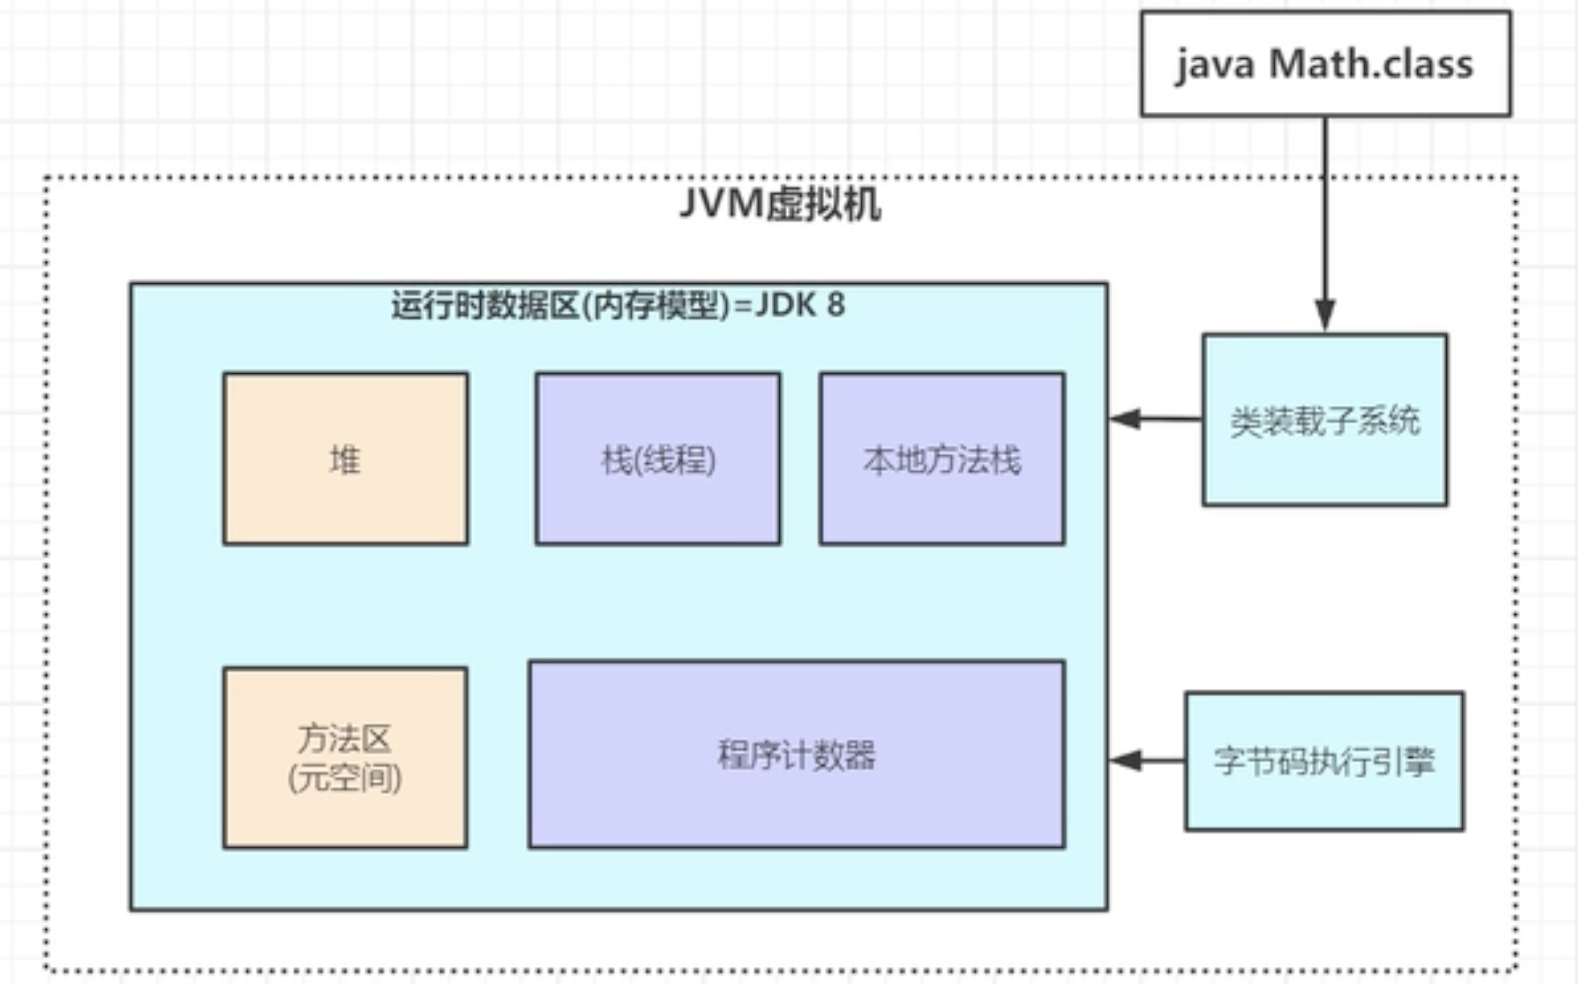 java Math.class
JVM虚拟机
运行时数据区(内存模型)=JDK 8
堆
栈(线程)
本地方法栈
类装载子系统
方法区
(元空间)
程序计数器
字节码执行引擎